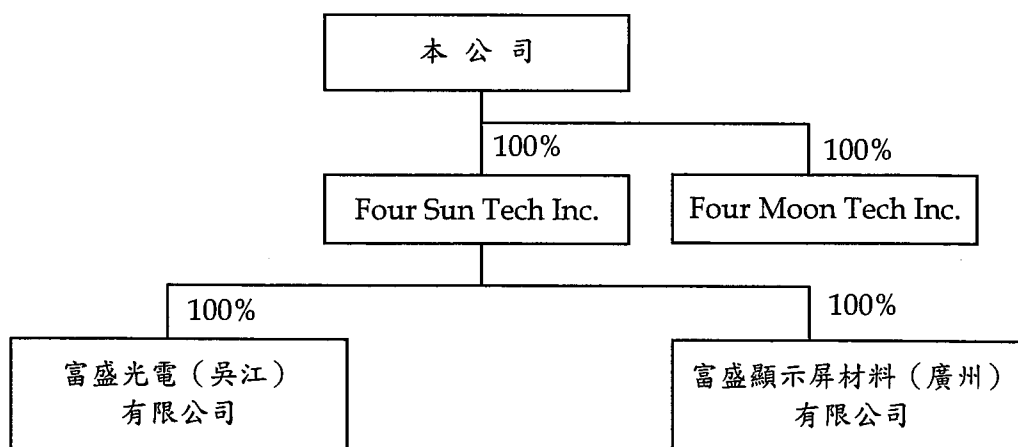 本公司
100%
100%
Four Sun Tech Inc.
Four Moon Tech Inc.
100%
100%
富盛光電（吳江）
有限公司
富盛顯示屏材料（廣州）
有限公司